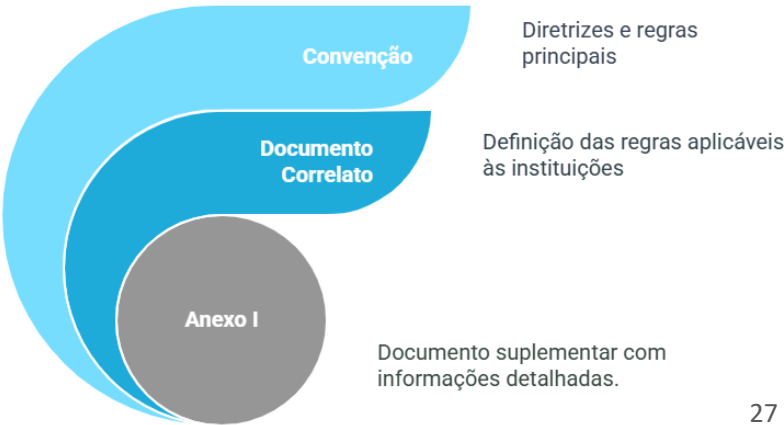 Convenção
Diretrizes e regras
principais
Documento
Correlato
Definição das regras aplicáveis
às instituições
Anexo I
Documento suplementar com
informações detalhadas.
27